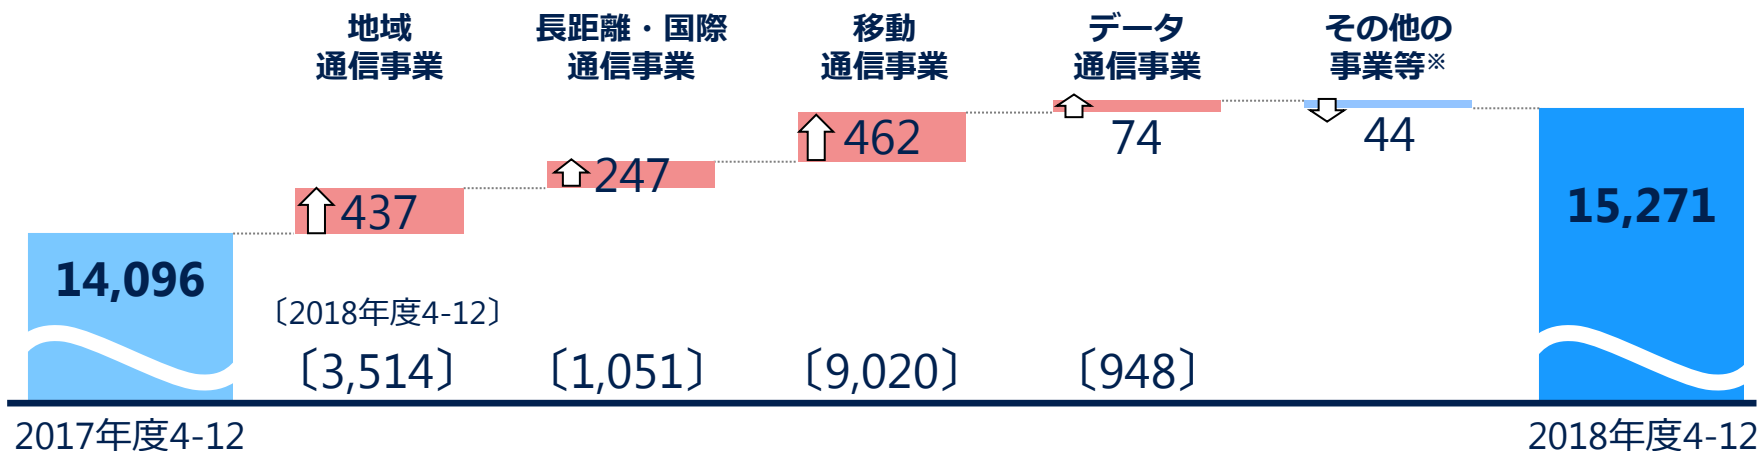 地域
通信事業
長距離・国際
通信事業
移動
通信事業
データ
通信事業
その他の
事業等※
437
247
462
74
44
14,096
15,271
〔2018年度4-12〕
〔3,514〕
〔1,051〕
〔9,020〕
〔948〕
2017年度4-12
2018年度4-12